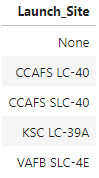 Launch_Site
None
CCAFS LC-40
CCAFS SLC-40
KSC LC-39A
VAFB SLC-4E